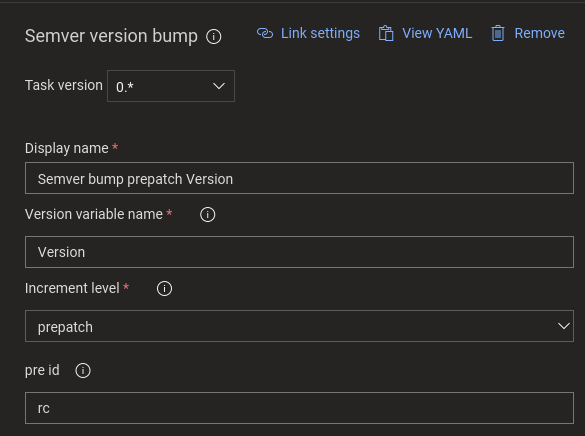 Semver version bump Link settings View YAML Remove
Task version 0.*
Display name *
Semver bump prepatch Version
Version variable name *
Version
Increment level *
prepatch
pre id
rc